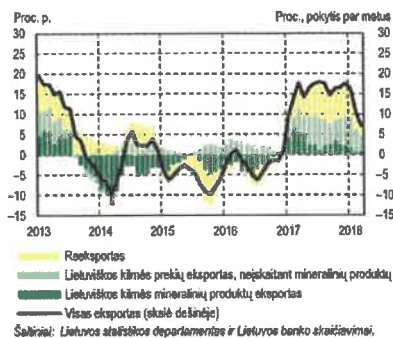 Proc. p.
Proc., pokytis per metus
30 30
25 25
20 20
15 15
10 10
5 5
0 0
−5 −5
−10 −10
−15 −15
2013 2014 2015 2016 2017 2018
Reeksportas
Lietuviškos kilmės prekių eksportas, neįskaitant mineralinių produktų
Lietuviškos kilmės mineralinių produktų eksportas
Visas eksportas (skalė dešinėje)
Šaltiniai: Lietuvos statistikos departamentas ir Lietuvos banko skaičiavimai.